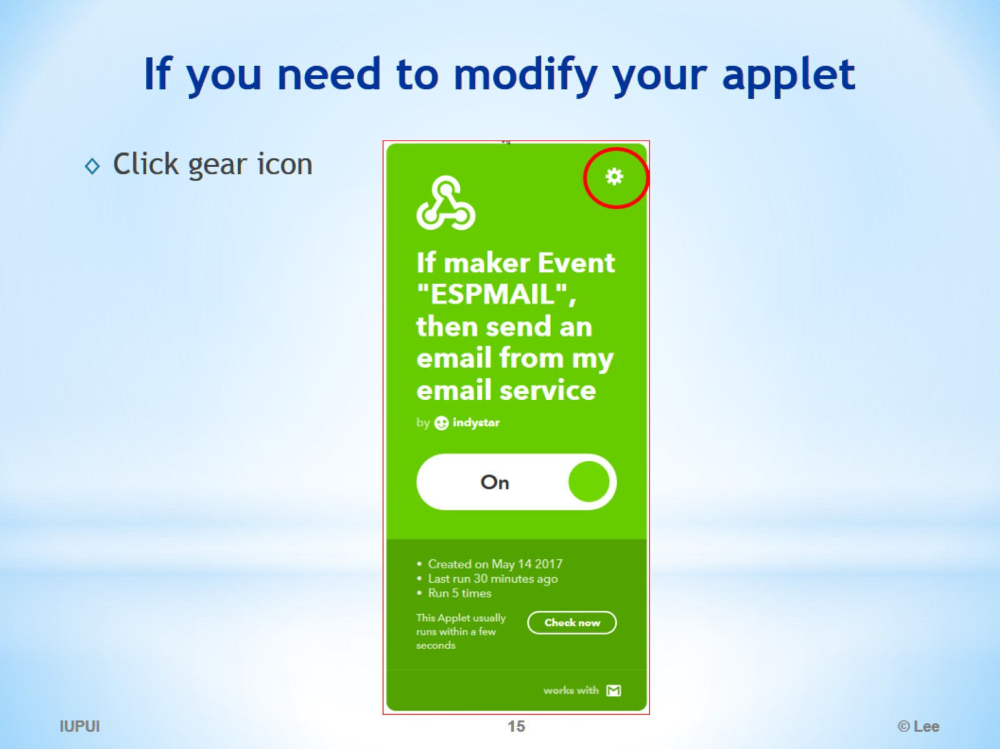 If you need to modify your applet
Click gear icon
If maker Event
"ESPMAIL",
then send an
email from my
email service
by indystar
On
• Created on May 14 2017
• Last run 30 minutes ago
• Run 5 times
This Applet usually
runs within a few
seconds
Check now
works with
IUPUI
15
© Lee